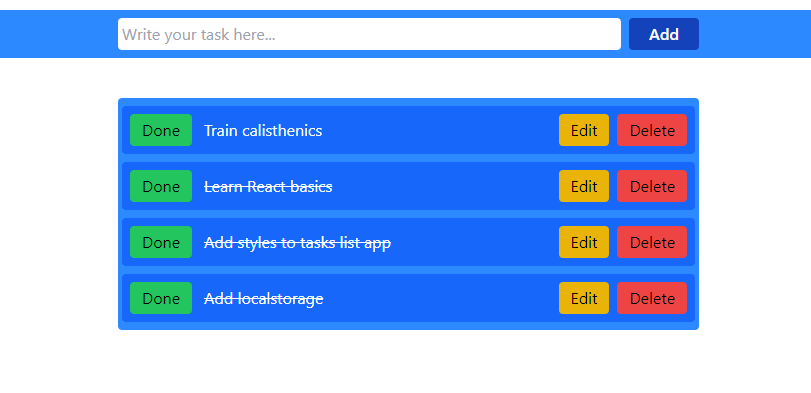 Write your task here... Add
Done Train calisthenics Edit Delete
Done Learn React basics Edit Delete
Done Add styles to tasks list app Edit Delete
Done Add localstorage Edit Delete